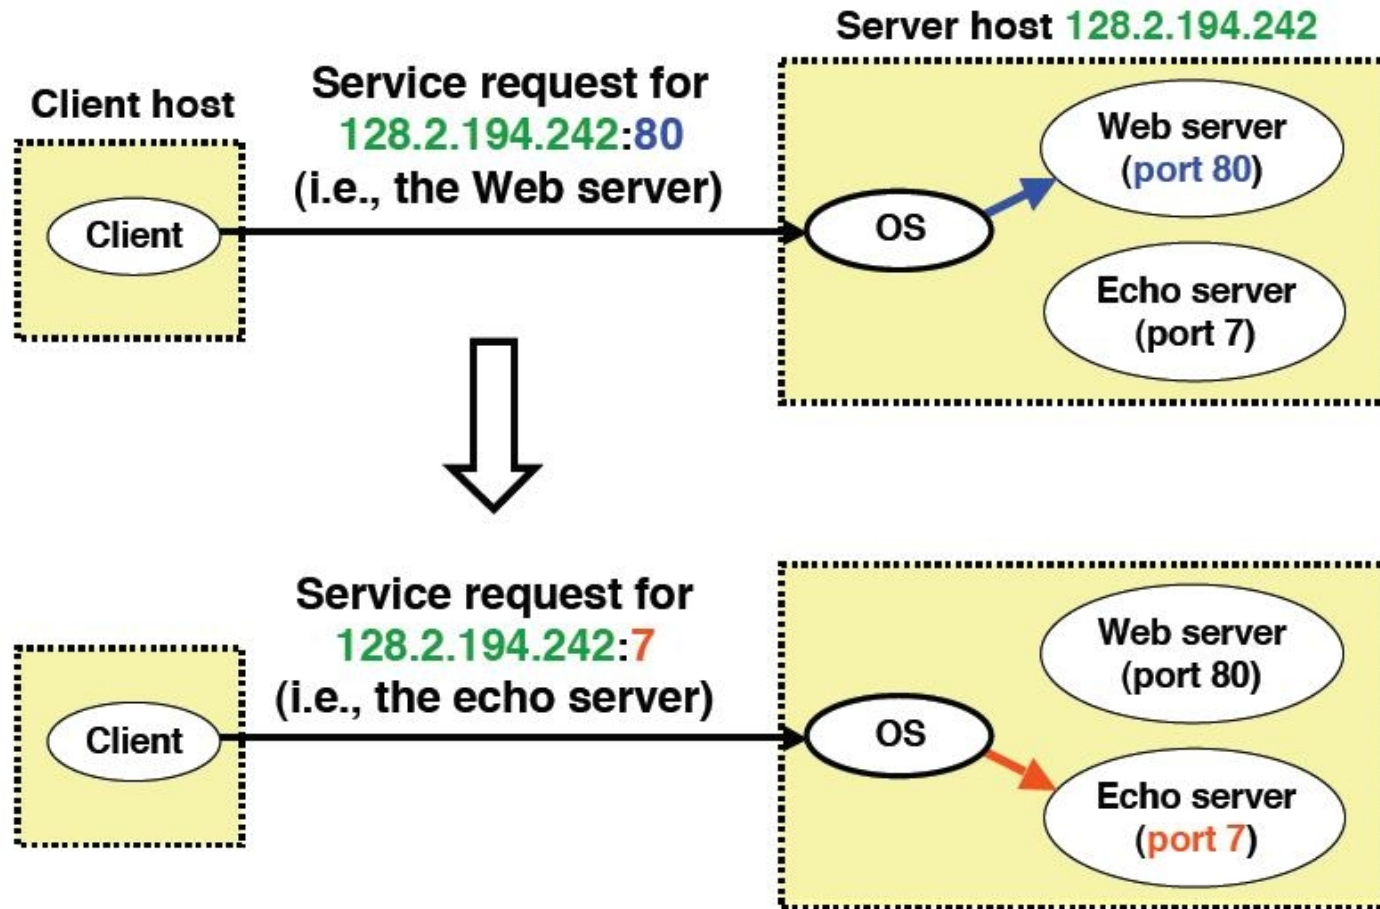 Server host 128.2.194.242
Client host
Service request for
128.2.194.242:80
(i.e., the Web server)
Client
OS
Web server
(port 80)
Echo server
(port 7)
Service request for
128.2.194.242:7
(i.e., the echo server)
Client
OS
Web server
(port 80)
Echo server
(port 7)